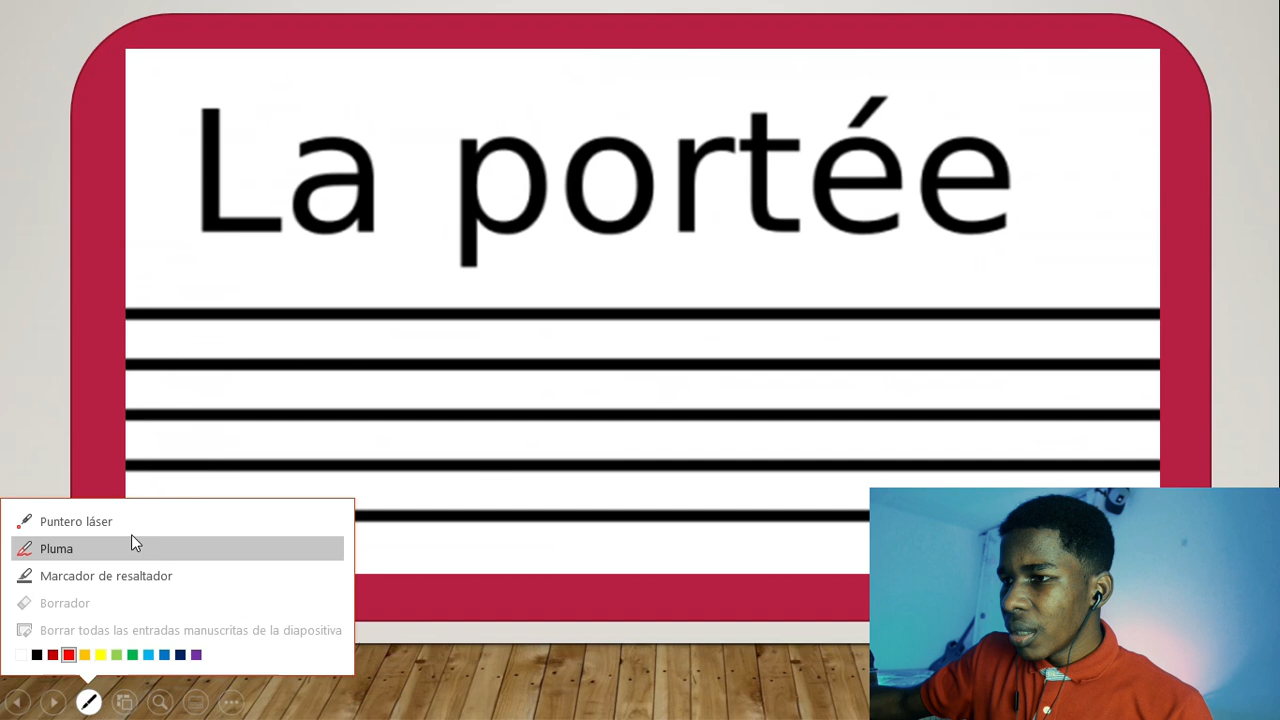 La portée
Puntero láser
Pluma
Marcador de resaltador
Borrador
Borrar todas las entradas manuscritas de la diapositiva